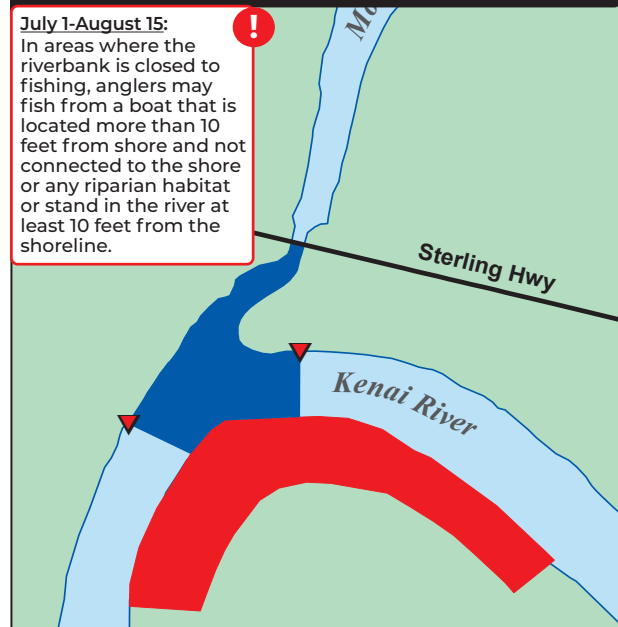 July 1-August 15:
In areas where the
riverbank is closed to
fishing, anglers may
fish from a boat that is
located more than 10
feet from shore and not
connected to the shore
or any riparian habitat
or stand in the river at
least 10 feet from the
shoreline.
!
Sterling Hwy
Kenai River